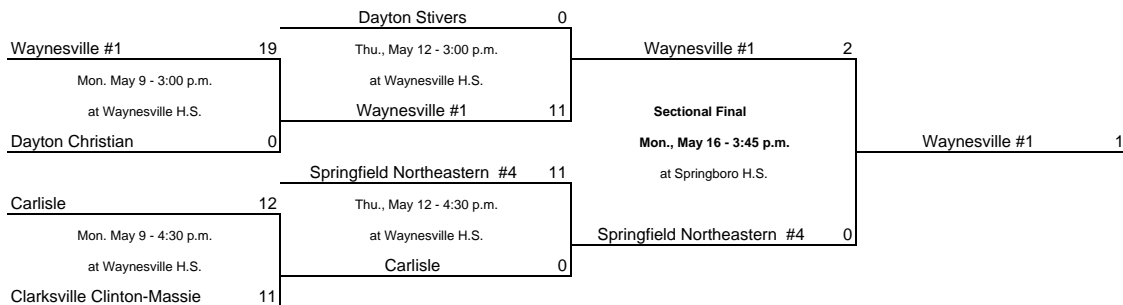 Dayton Stivers 0
Waynesville #1 19
Thu., May 12 - 3:00 p.m.
Waynesville #1 2
Mon. May 9 - 3:00 p.m.
at Waynesville H.S.
at Waynesville H.S.
Waynesville #1 11
Sectional Final
Dayton Christian 0
Mon., May 16 - 3:45 p.m.
Waynesville #1 1
Springfield Northeastern #4 11
at Springboro H.S.
Carlisle 12
Thu., May 12 - 4:30 p.m.
Mon. May 9 - 4:30 p.m.
at Waynesville H.S.
Springfield Northeastern #4 0
at Waynesville H.S.
Carlisle 0
Clarksville Clinton-Massie 11